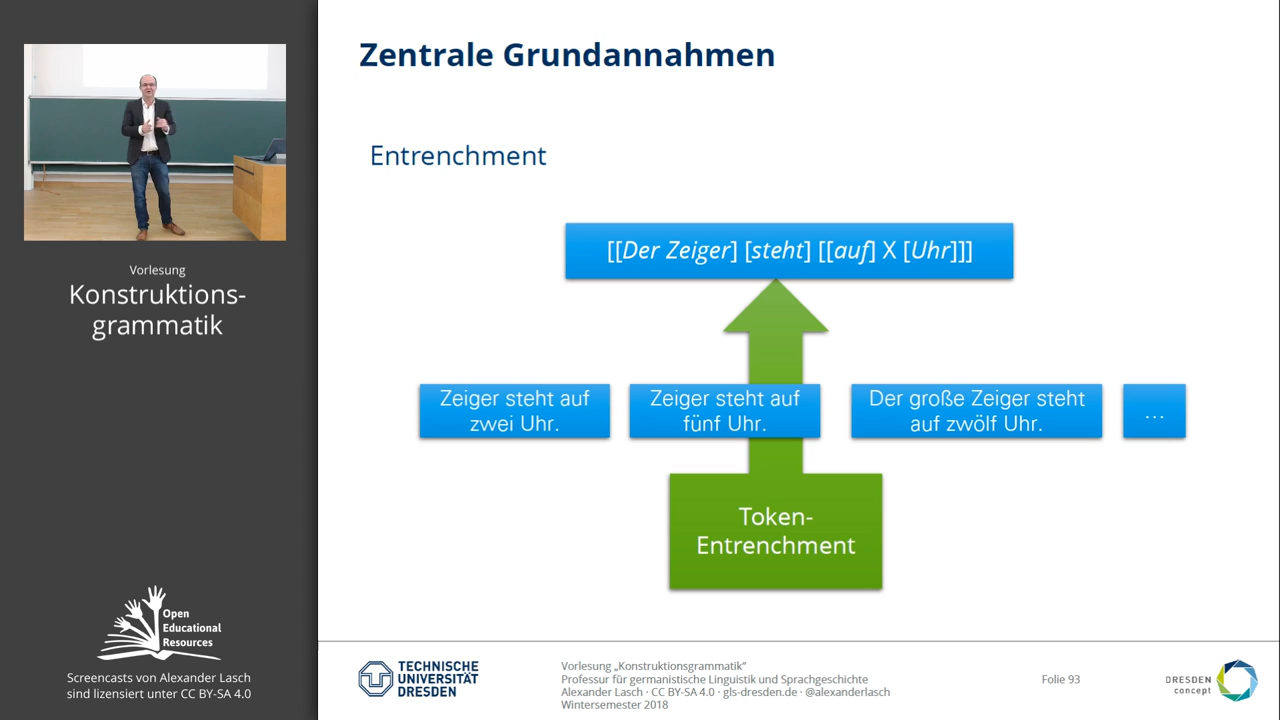 Zentrale Grundannahmen
Entrenchment
[[Der Zeiger] [steht] [[auf] X [Uhr]]]
Zeiger steht auf
zwei Uhr.
Zeiger steht auf
fünf Uhr.
Der große Zeiger steht
auf zwölf Uhr.
…
Token-
Entrenchment
Vorlesung
Konstruktions-
grammatik
Open
Educational
Resources
Screencasts von Alexander Lasch
sind lizensiert unter CC BY-SA 4.0
TECHNISCHE
UNIVERSITÄT
DRESDEN
Vorlesung „Konstruktionsgrammatik“
Professur für germanistische Linguistik und Sprachgeschichte
Alexander Lasch · CC BY-SA 4.0 · gls-dresden.de · @alexanderlasch
Wintersemester 2018
Folie 93
DRESDEN
concept